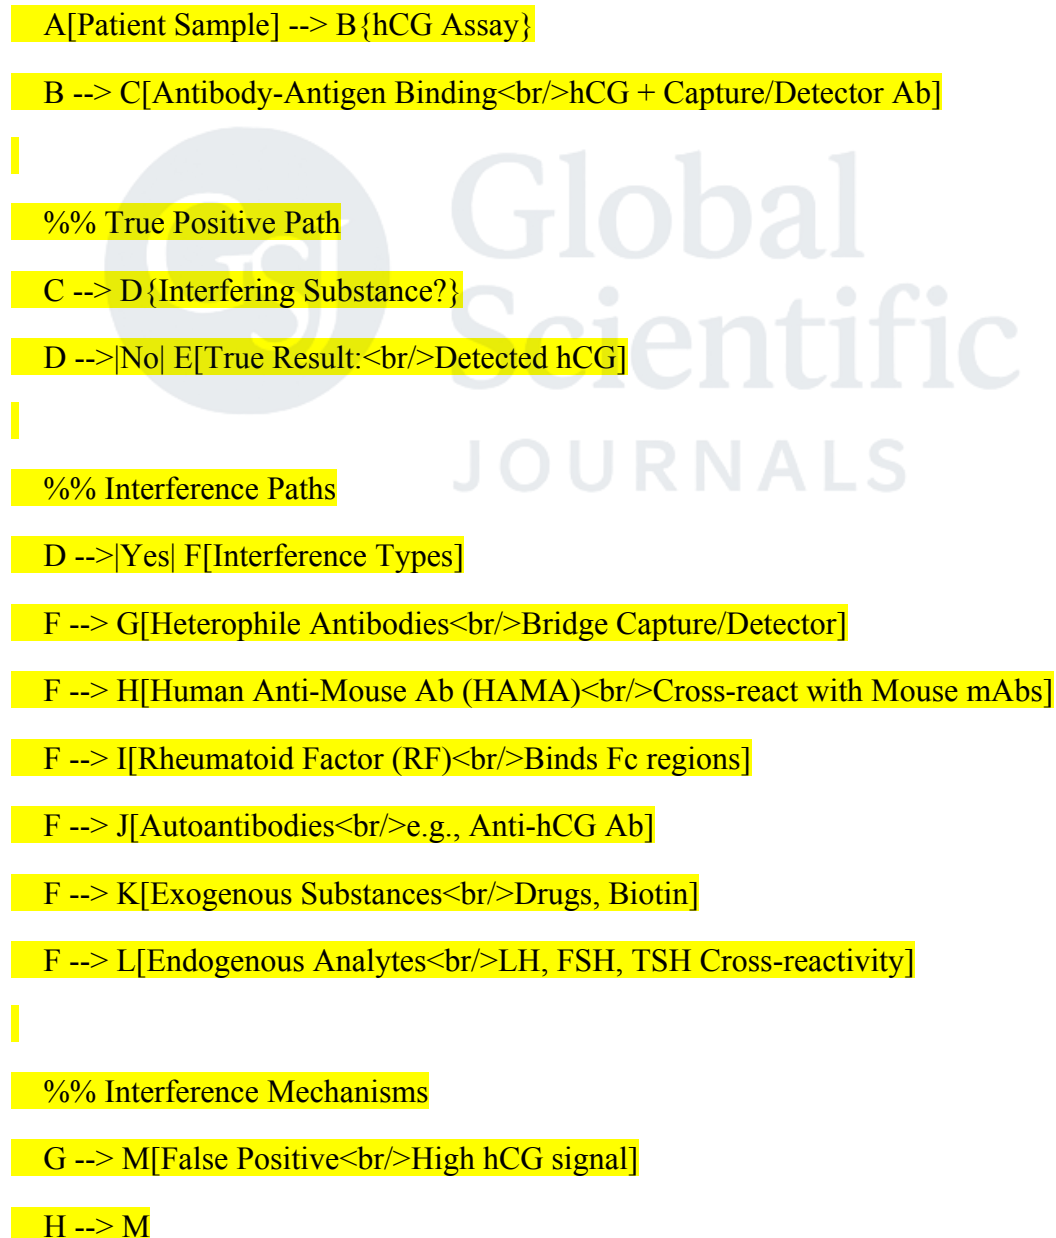 A[Patient Sample] --> B{hCG Assay}
B --> C[Antibody-Antigen Binding<br/>hCG + Capture/Detector Ab]
%% True Positive Path
C --> D{Interfering Substance?}
D -->|No| E[True Result:<br/>Detected hCG]
%% Interference Paths
D -->|Yes| F[Interference Types]
F --> G[Heterophile Antibodies<br/>Bridge Capture/Detector]
F --> H[Human Anti-Mouse Ab (HAMA)<br/>Cross-react with Mouse mAbs]
F --> I[Rheumatoid Factor (RF)<br/>Binds Fc regions]
F --> J[Autoantibodies<br/>e.g., Anti-hCG Ab]
F --> K[Exogenous Substances<br/>Drugs, Biotin]
F --> L[Endogenous Analytes<br/>LH, FSH, TSH Cross-reactivity]
%% Interference Mechanisms
G --> M[False Positive<br/>High hCG signal]
H --> M
GSJ
Global
Scientific
JOURNALS